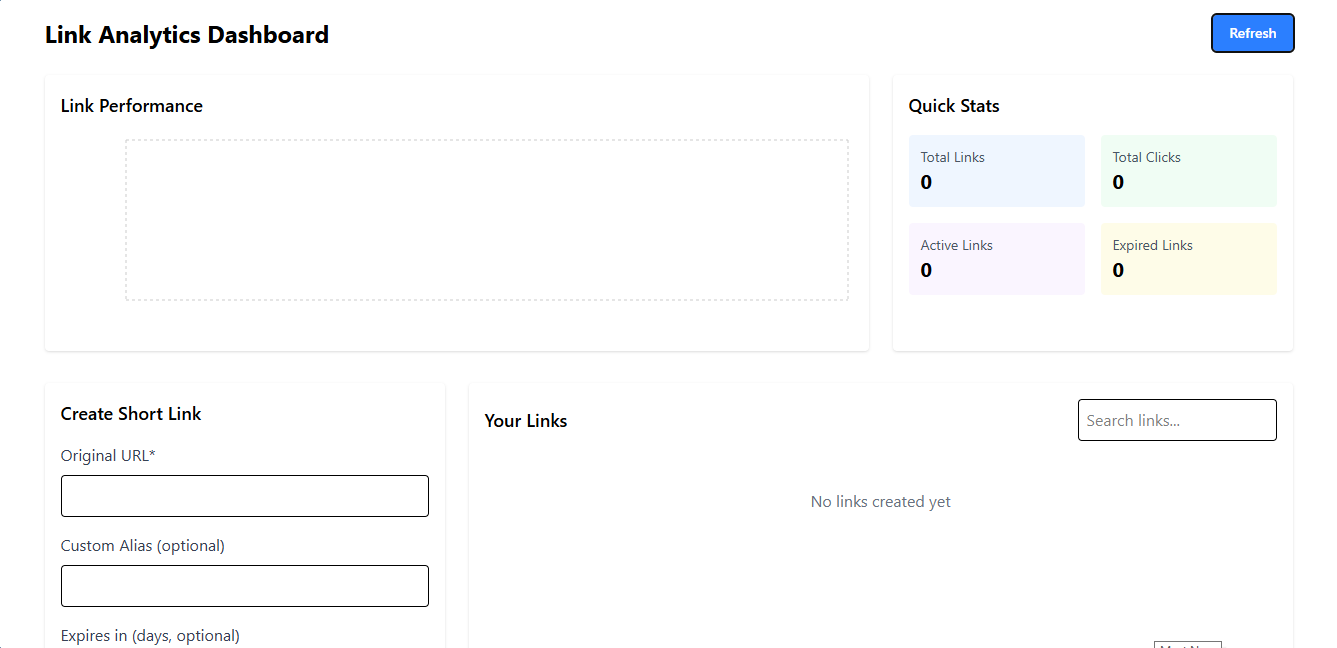 Link Analytics Dashboard
Refresh
Link Performance
Quick Stats
Total Links
0
Total Clicks
0
Active Links
0
Expired Links
0
Create Short Link
Original URL*
Custom Alias (optional)
Expires in (days, optional)
Your Links
Search links...
No links created yet